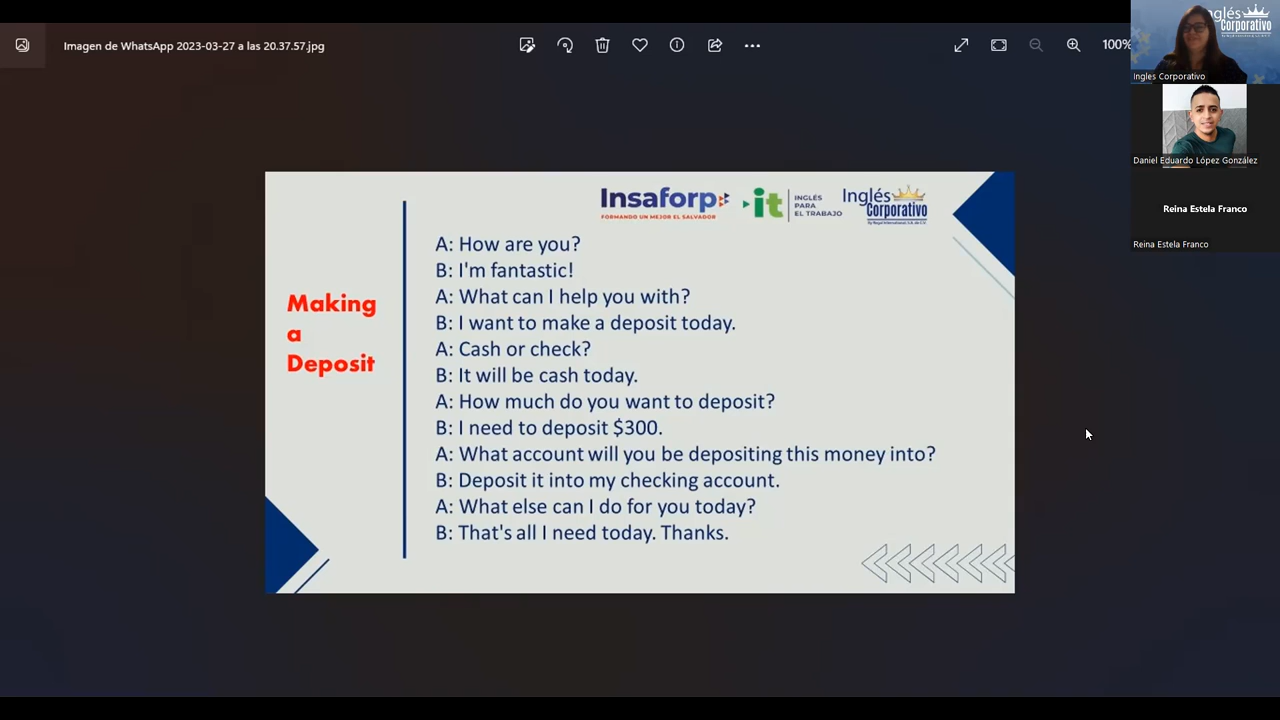 Imagen de WhatsApp 2023-03-27 a las 20.37.57.jpg
100%
Inglés
Corporativo
Ingles Corporativo
Daniel Eduardo López González
Reina Estela Franco
Reina Estela Franco
Insaforp
FORMANDO UN MEJOR EL SALVADOR
it
INGLÉS
PARA
EL TRABAJO
Inglés
Corporativo
Making
a
Deposit
A: How are you?
B: I'm fantastic!
A: What can I help you with?
B: I want to make a deposit today.
A: Cash or check?
B: It will be cash today.
A: How much do you want to deposit?
B: I need to deposit $300.
A: What account will you be depositing this money into?
B: Deposit it into my checking account.
A: What else can I do for you today?
B: That's all I need today. Thanks.